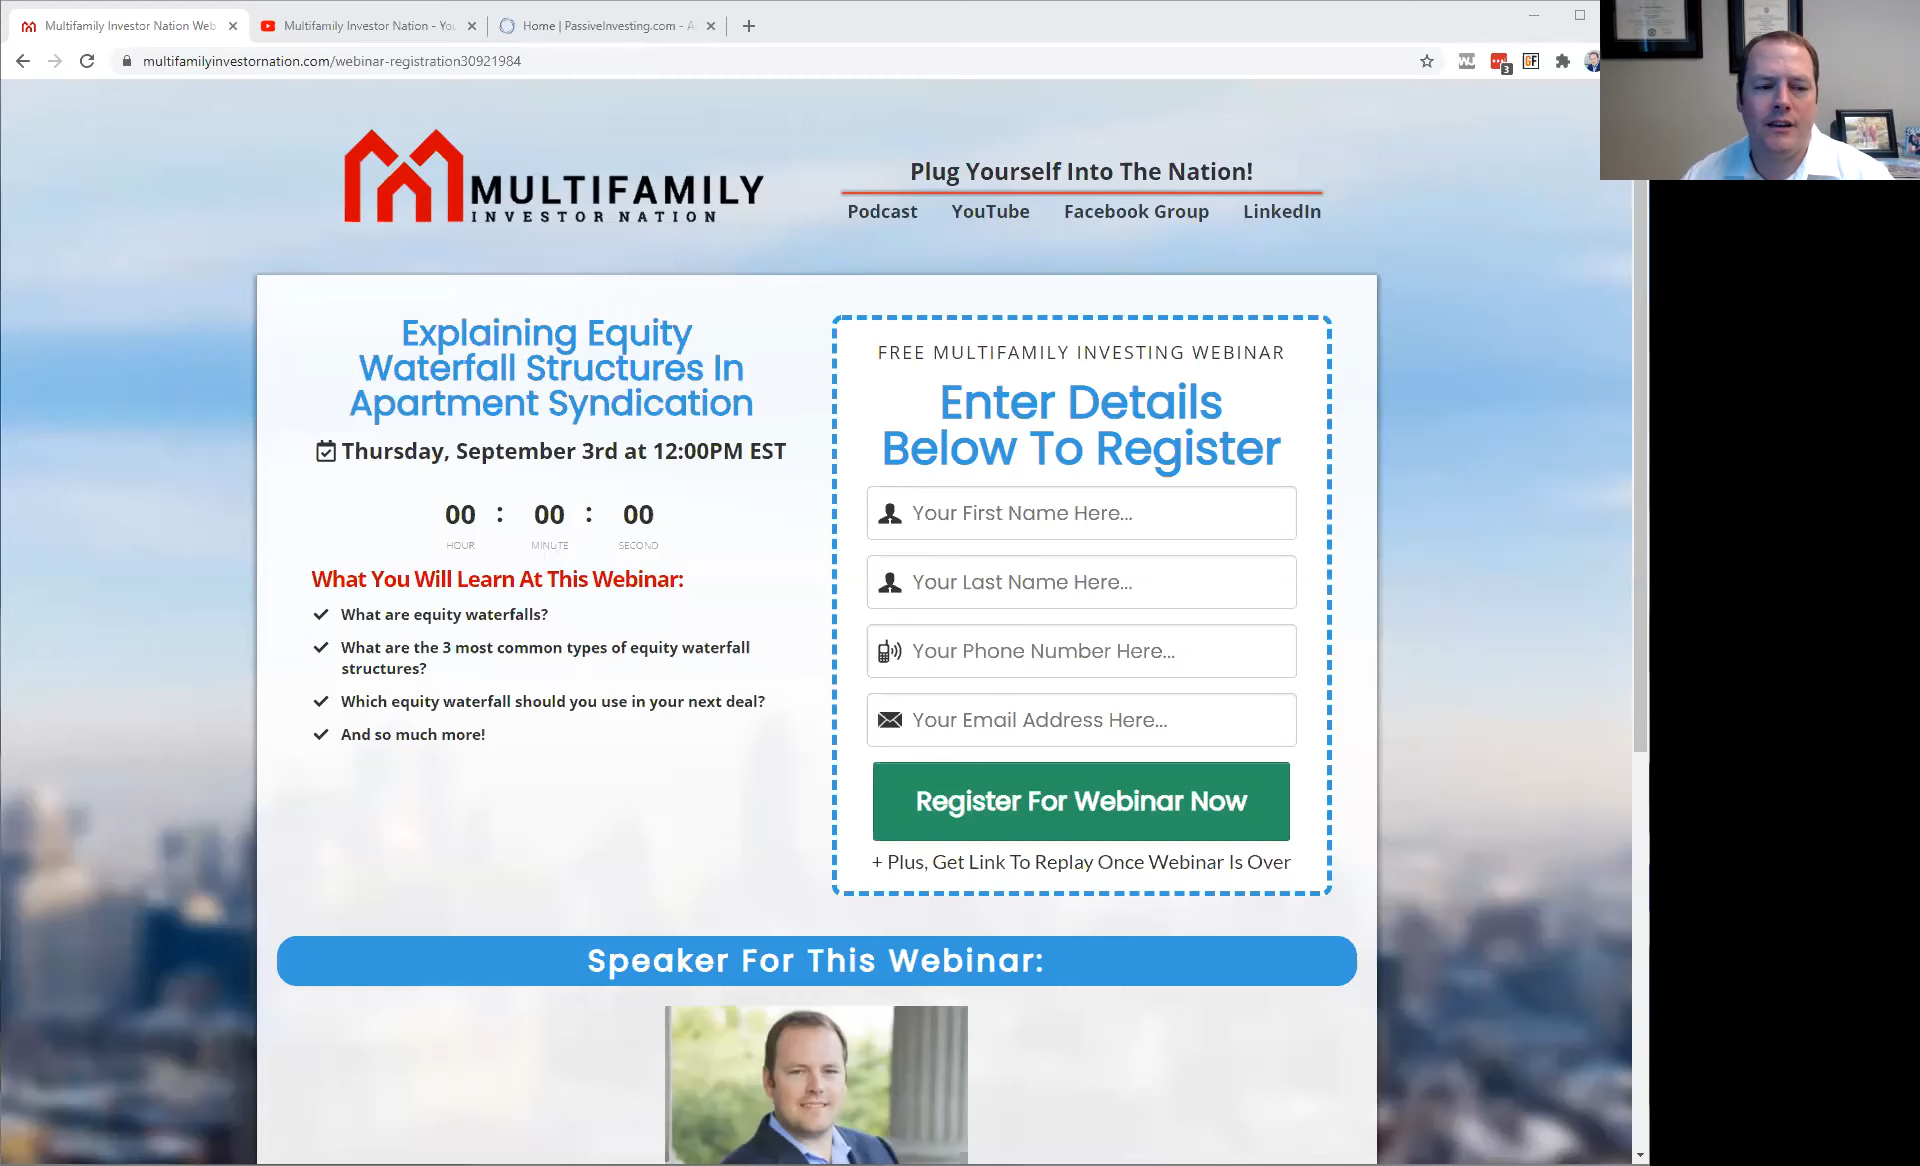 Multifamily Investor Nation Web
Multifamily Investor Nation - You
Home | PassiveInvesting.com - A
multifamilyinvestornation.com/webinar-registration30921984
WJ
3
GF
MULTIFAMILY
INVESTOR NATION
Plug Yourself Into The Nation!
Podcast YouTube Facebook Group LinkedIn
Explaining Equity
Waterfall Structures In
Apartment Syndication
Thursday, September 3rd at 12:00PM EST
00 : 00 : 00
HOUR MINUTE SECOND
What You Will Learn At This Webinar:
What are equity waterfalls?
What are the 3 most common types of equity waterfall
structures?
Which equity waterfall should you use in your next deal?
And so much more!
FREE MULTIFAMILY INVESTING WEBINAR
Enter Details
Below To Register
Your First Name Here...
Your Last Name Here...
Your Phone Number Here...
Your Email Address Here...
Register For Webinar Now
+ Plus, Get Link To Replay Once Webinar Is Over
Speaker For This Webinar: